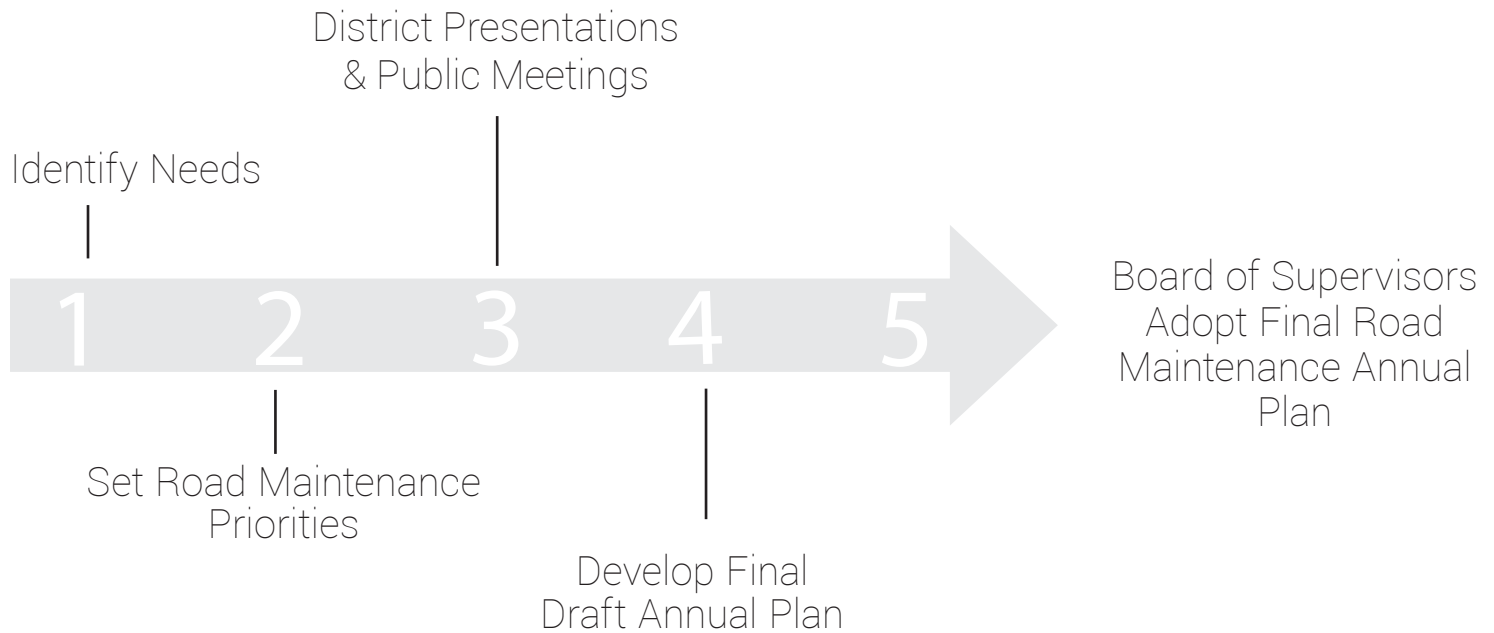 District Presentations
& Public Meetings
Identify Needs
1 2 3 4 5
Board of Supervisors
Adopt Final Road
Maintenance Annual
Plan
Set Road Maintenance
Priorities
Develop Final
Draft Annual Plan